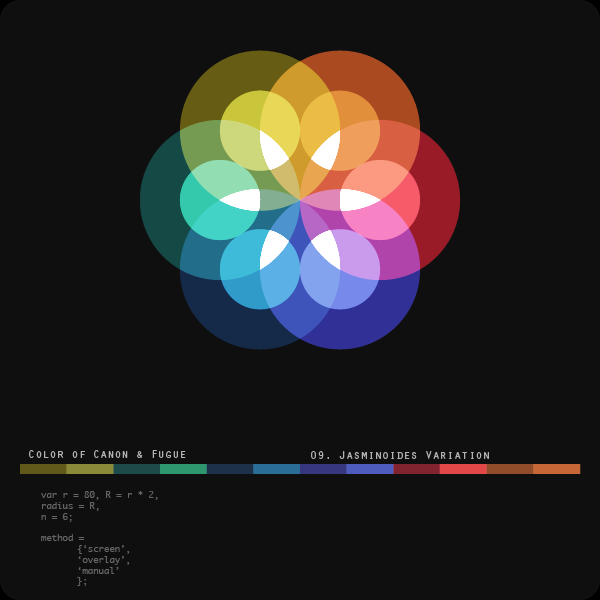 Color of Canon & Fugue
09. Jasminoides Variation
var r = 80, R = r * 2,
radius = R,
n = 6;
method =
{‘screen’,
‘overlay’,
‘manual’
};